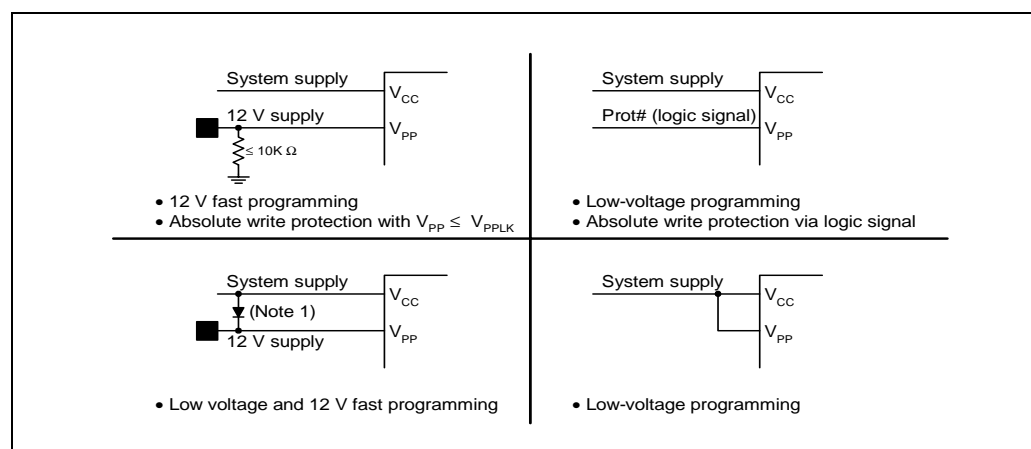 System supply
V_CC
12 V supply
V_PP
≤ 10K Ω
• 12 V fast programming
• Absolute write protection with V_PP ≤ V_PPLK
System supply
V_CC
Prot# (logic signal)
V_PP
• Low-voltage programming
• Absolute write protection via logic signal
System supply
V_CC
(Note 1)
12 V supply
V_PP
• Low voltage and 12 V fast programming
System supply
V_CC
V_PP
• Low-voltage programming